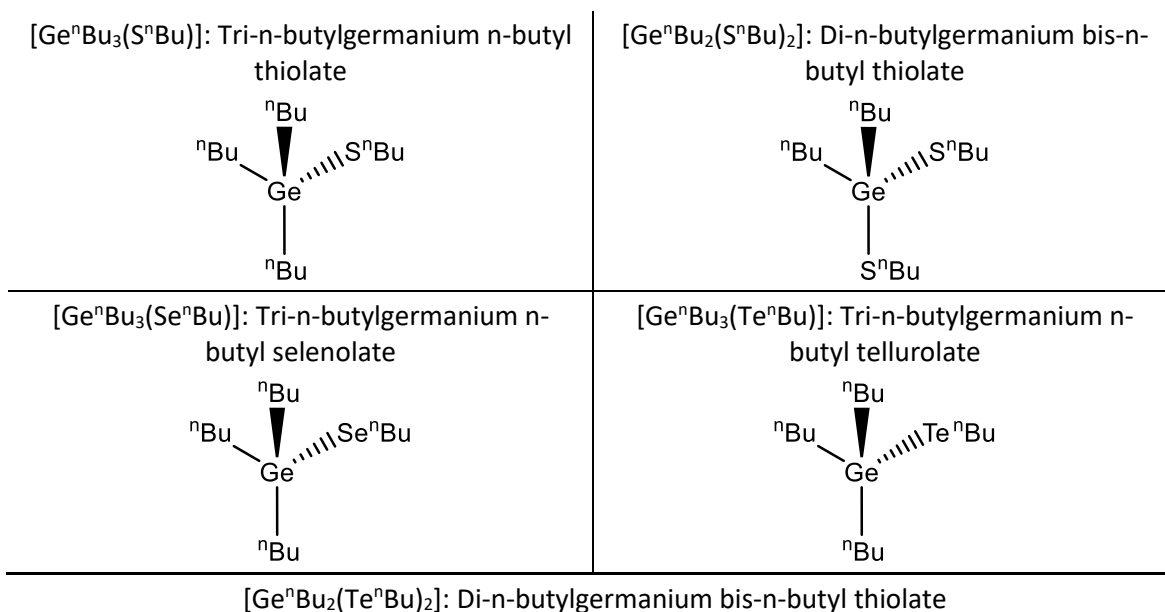 [GeⁿBu₃(SⁿBu)]: Tri-n-butylgermanium n-butyl
thiolate
ⁿBu
ⁿBu
SⁿBu
Ge
ⁿBu
[GeⁿBu₂(SⁿBu)₂]: Di-n-butylgermanium bis-n-
butyl thiolate
ⁿBu
ⁿBu
SⁿBu
Ge
SⁿBu
[GeⁿBu₃(SeⁿBu)]: Tri-n-butylgermanium n-
butyl selenolate
ⁿBu
ⁿBu
SeⁿBu
Ge
ⁿBu
[GeⁿBu₃(TeⁿBu)]: Tri-n-butylgermanium n-
butyl tellurolate
ⁿBu
ⁿBu
Te ⁿBu
Ge
ⁿBu
[GeⁿBu₂(TeⁿBu)₂]: Di-n-butylgermanium bis-n-butyl thiolate